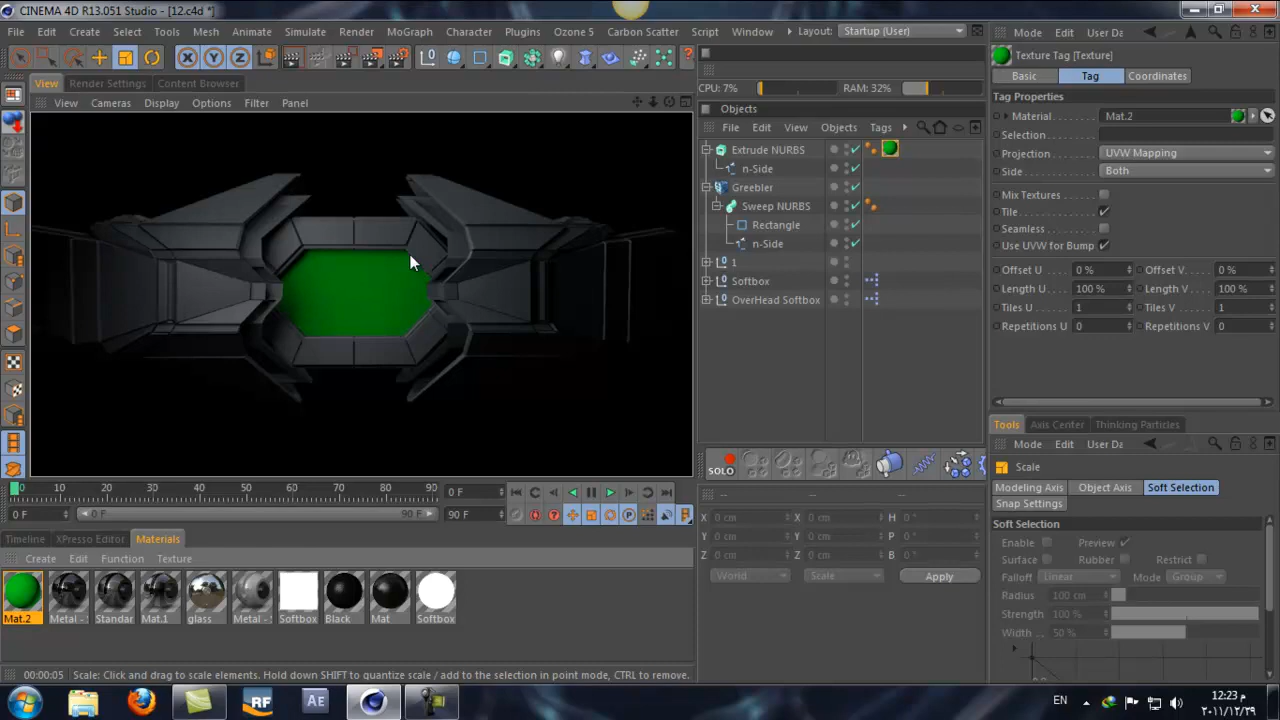 CINEMA 4D R13.051 Studio - [12.c4d *]
File Edit Create Select Tools Mesh Animate Simulate Render MoGraph Character Plugins Ozone 5 Carbon Scatter Script Window Layout: Startup (User)
X Y Z
View Render Settings Content Browser
View Cameras Display Options Filter Panel
CPU: 7% RAM: 32%
Objects
File Edit View Objects Tags
Extrude NURBS
n-Side
Greebler
Sweep NURBS
Rectangle
n-Side
1
Softbox
OverHead Softbox
Mode Edit User Da
Texture Tag [Texture]
Basic Tag Coordinates
Tag Properties
Material Mat.2
Selection
Projection UVW Mapping
Side Both
Mix Textures
Tile
Seamless
Use UVW for Bump
Offset U 0 % Offset V 0 %
Length U 100 % Length V 100 %
Tiles U 1 Tiles V 1
Repetitions U 0 Repetitions V 0
Tools Axis Center Thinking Particles
Mode Edit User Da
Scale
Modeling Axis Object Axis Soft Selection
Snap Settings
Soft Selection
Enable Preview
Surface Rubber Restrict
Falloff Linear Mode Group
Radius 100 cm
Strength 100 %
Width 50 %
SOLO
0 10 20 30 40 50 60 70 80 90 0 F
0 F 0 F 90 F 90 F
Timeline XPresso Editor Materials
Create Edit Function Texture
Mat.2 Metal - Standar Mat.1 glass Metal - Softbox Black Mat Softbox
-- -- --
X 0 cm X 0 cm H 0 °
Y 0 cm Y 0 cm P 0 °
Z 0 cm Z 0 cm B 0 °
World Scale Apply
00:00:05 Scale: Click and drag to scale elements. Hold down SHIFT to quantize scale / add to the selection in point mode, CTRL to remove.
RF Ae EN
12:23 م
٢٠١١/١٢/٢٩